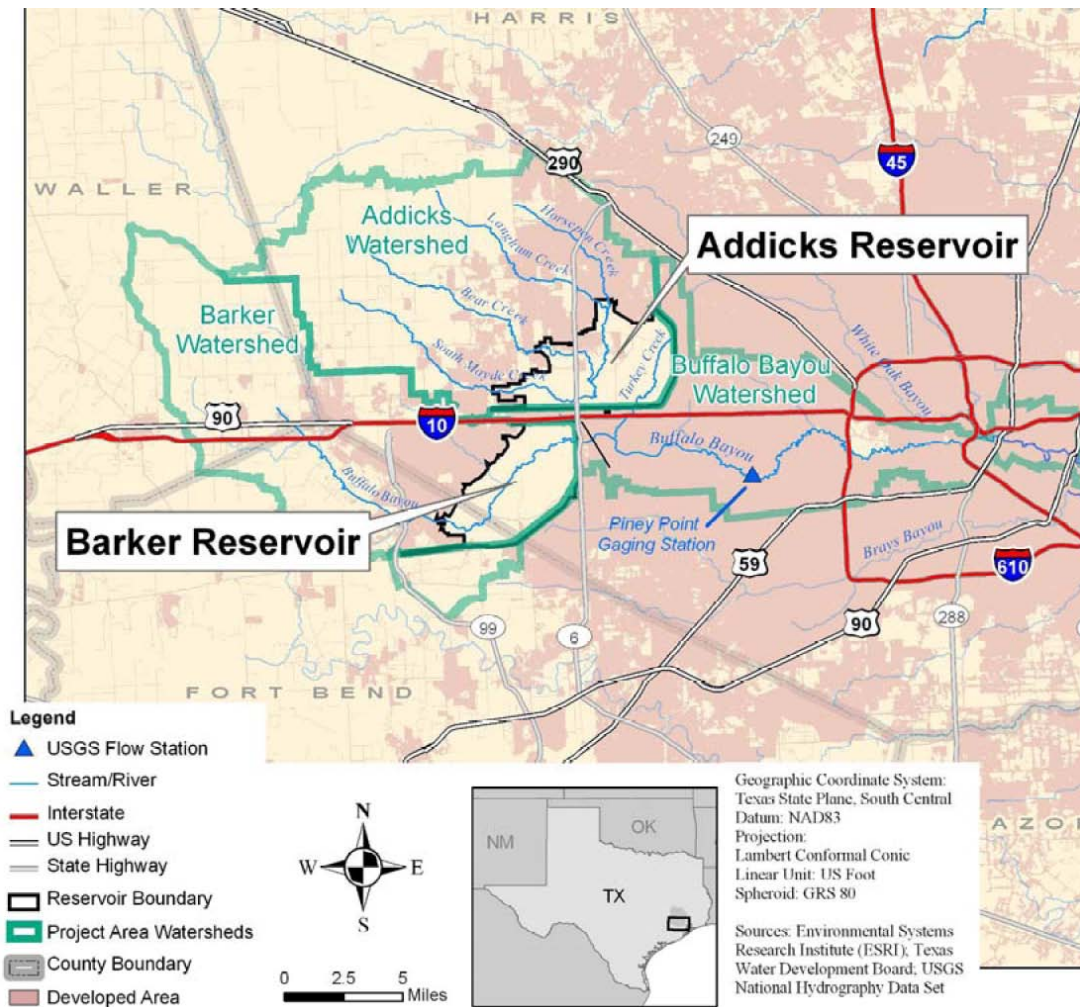 HARRIS
249
45
290
WALLER
Addicks
Watershed
Horsepen Creek
Langham Creek
Addicks Reservoir
Bear Creek
Barker
Watershed
South Mayde Creek
Turkey Creek
Buffalo Bayou
Watershed
White Oak Bayou
90
10
Buffalo Bayou
Buffalo Bayou
Piney Point
Gaging Station
Barker Reservoir
Brays Bayou
59
610
90
99
6
288
FORT BEND
Legend
USGS Flow Station
Stream/River
Interstate
US Highway
State Highway
Reservoir Boundary
Project Area Watersheds
County Boundary
Developed Area
N
W
E
S
0 2.5 5
Miles
NM
OK
TX
Geographic Coordinate System:
Texas State Plane, South Central
Datum: NAD83
Projection:
Lambert Conformal Conic
Linear Unit: US Foot
Spheroid: GRS 80
Sources: Environmental Systems
Research Institute (ESRI); Texas
Water Development Board; USGS
National Hydrography Data Set
AZO